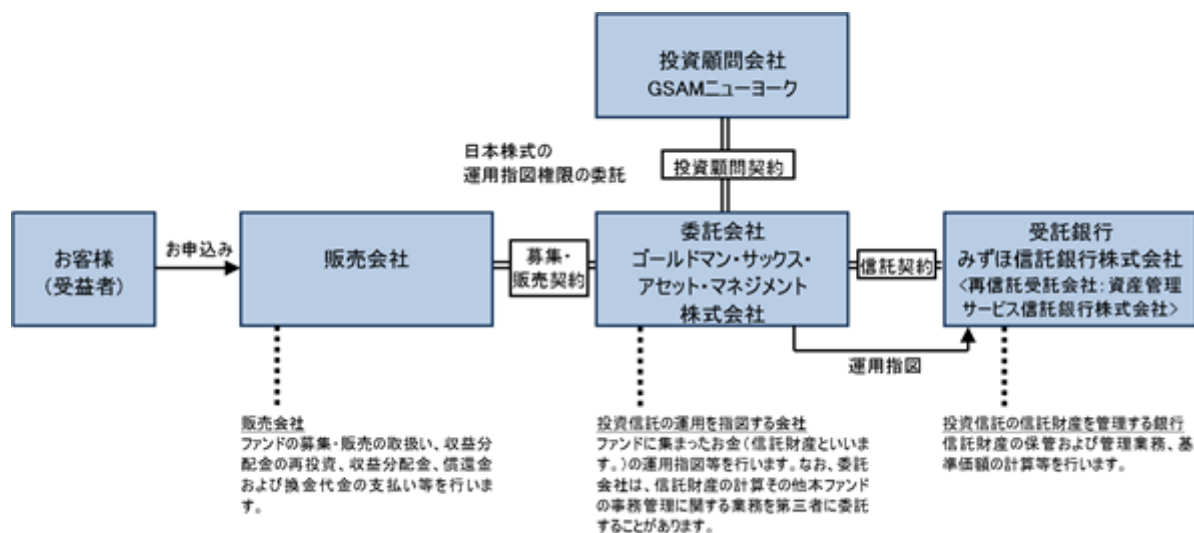 投資顧問会社
GSAMニューヨーク
日本株式の
運用指図権限の委託
投資顧問契約
お客様
(受益者)
お申込み
販売会社
募集・
販売契約
委託会社
ゴールドマン・サックス・
アセット・マネジメント
株式会社
信託契約
受託銀行
みずほ信託銀行株式会社
<再信託受託会社:資産管理
サービス信託銀行株式会社>
運用指図
販売会社
ファンドの募集・販売の取扱い、収益分
配金の再投資、収益分配金、償還金
および換金代金の支払い等を行いま
す。
投資信託の運用を指図する会社
ファンドに集まったお金(信託財産といいま
す。)の運用指図等を行います。なお、委託
会社は、信託財産の計算その他本ファンド
の事務管理に関する業務を第三者に委託
することがあります。
投資信託の信託財産を管理する銀行
信託財産の保管および管理業務、基
準価額の計算等を行います。